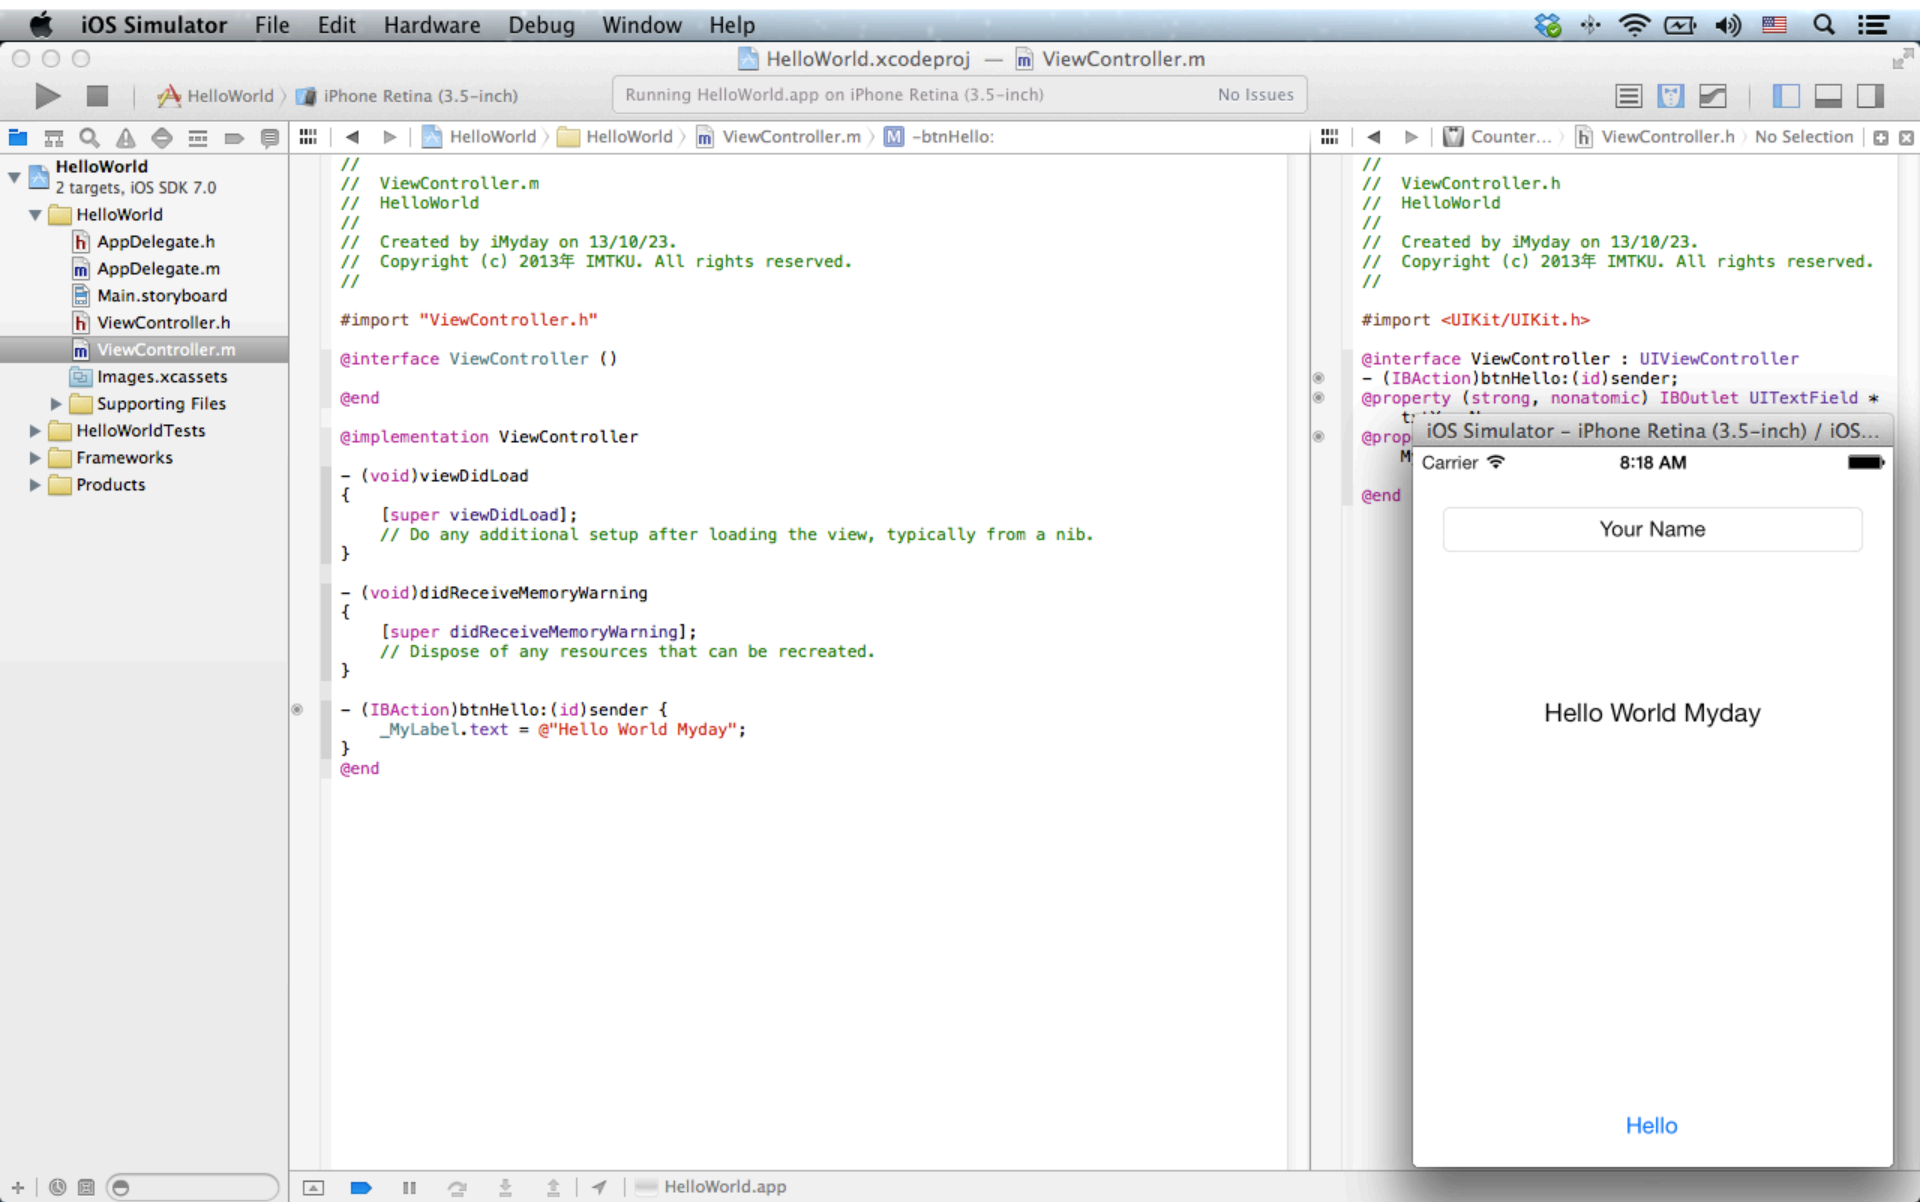 iOS Simulator File Edit Hardware Debug Window Help
HelloWorld.xcodeproj — ViewController.m
HelloWorld iPhone Retina (3.5-inch)
Running HelloWorld.app on iPhone Retina (3.5-inch) No Issues
HelloWorld HelloWorld ViewController.m M -btnHello:
Counter... h ViewController.h No Selection
HelloWorld
2 targets, iOS SDK 7.0
HelloWorld
h AppDelegate.h
m AppDelegate.m
Main.storyboard
h ViewController.h
m ViewController.m
Images.xcassets
Supporting Files
HelloWorldTests
Frameworks
Products
//
// ViewController.m
// HelloWorld
//
// Created by iMyday on 13/10/23.
// Copyright (c) 2013年 IMTKU. All rights reserved.
//
#import "ViewController.h"
@interface ViewController ()
@end
@implementation ViewController
- (void)viewDidLoad
{
[super viewDidLoad];
// Do any additional setup after loading the view, typically from a nib.
}
- (void)didReceiveMemoryWarning
{
[super didReceiveMemoryWarning];
// Dispose of any resources that can be recreated.
}
- (IBAction)btnHello:(id)sender {
_MyLabel.text = @"Hello World Myday";
}
@end
//
// ViewController.h
// HelloWorld
//
// Created by iMyday on 13/10/23.
// Copyright (c) 2013年 IMTKU. All rights reserved.
//
#import <UIKit/UIKit.h>
@interface ViewController : UIViewController
- (IBAction)btnHello:(id)sender;
@property (strong, nonatomic) IBOutlet UITextField *
@prop
@end
iOS Simulator - iPhone Retina (3.5-inch) / iOS...
Carrier 8:18 AM
Your Name
Hello World Myday
Hello
HelloWorld.app